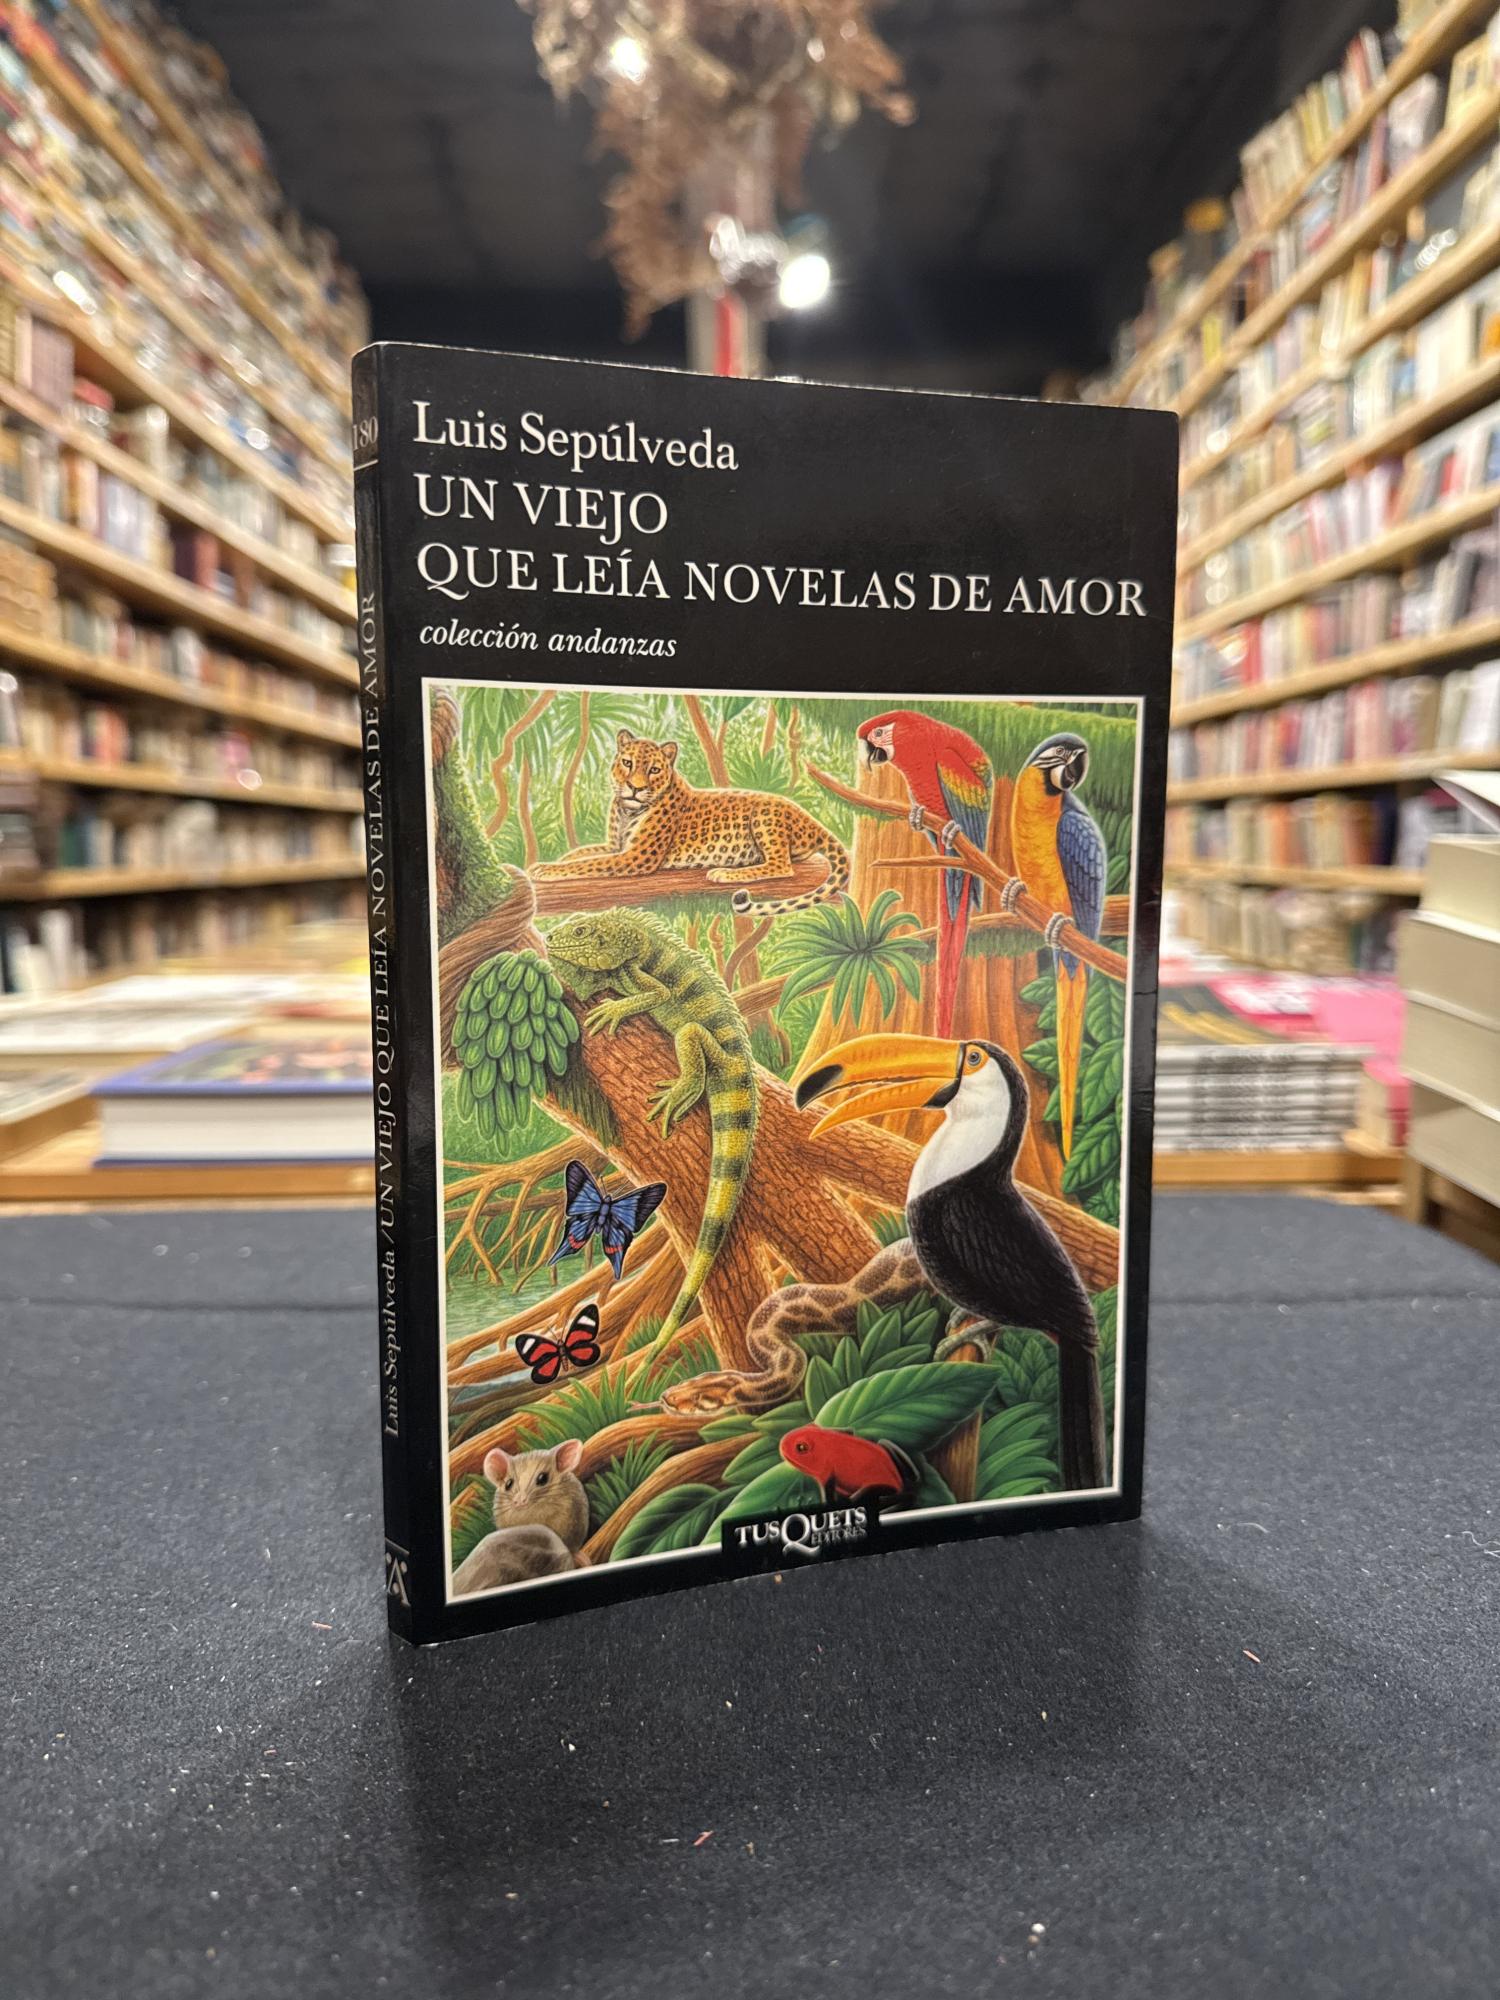 Luis Sepúlveda
UN VIEJO
QUE LEÍA NOVELAS DE AMOR
colección andanzas
TUSQUETS
EDITORES
180
Luis Sepúlveda / UN VIEJO QUE LEÍA NOVELAS DE AMOR